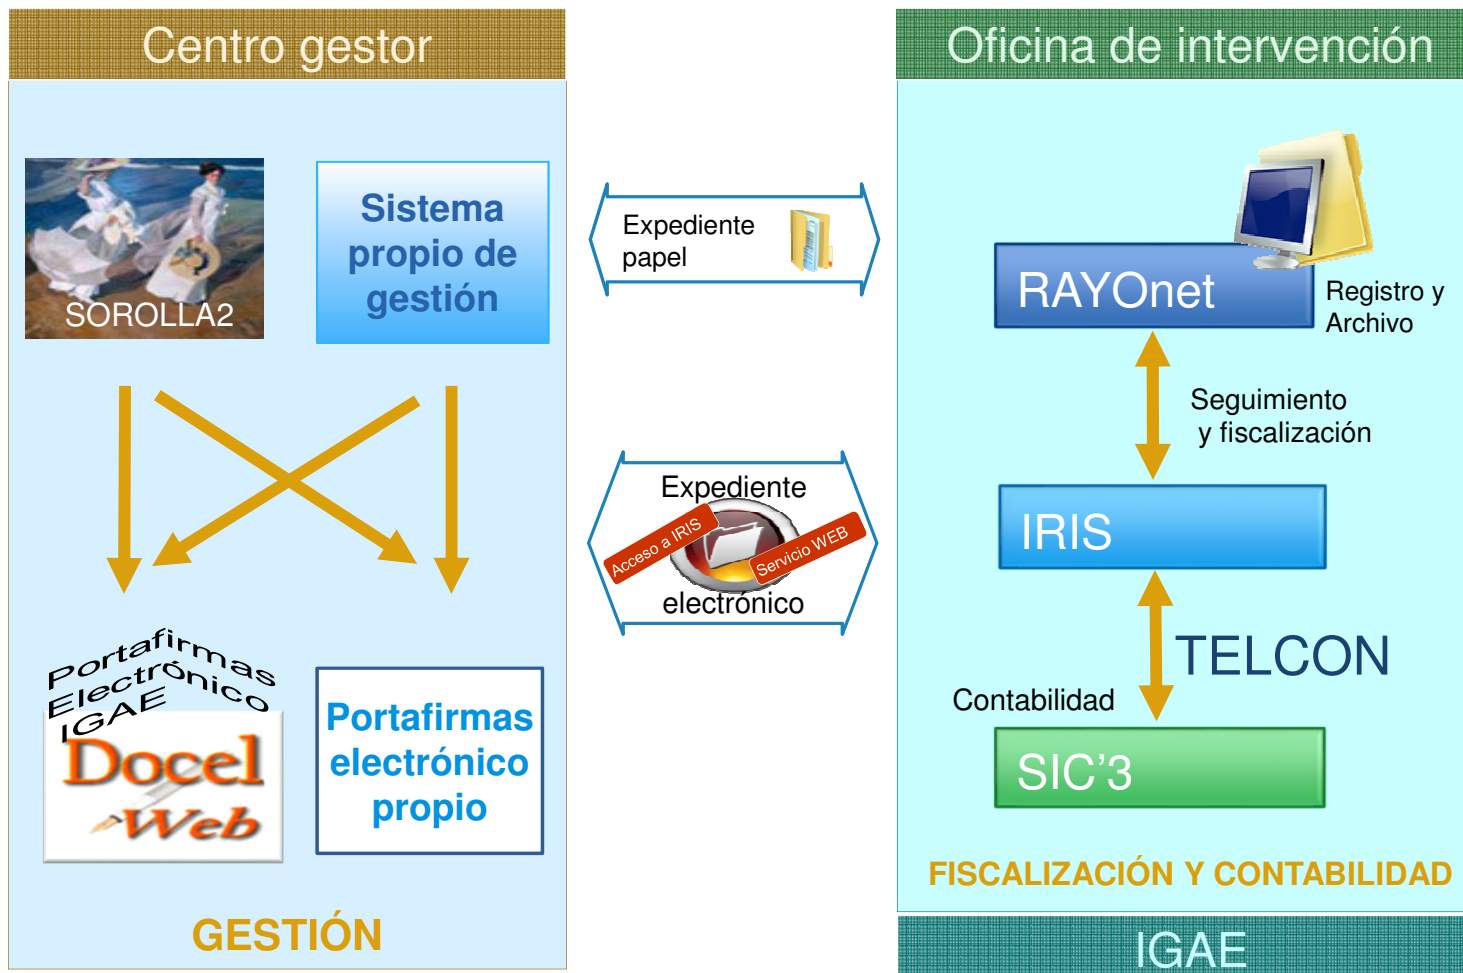 Centro gestor
SOROLLA2
Sistema
propio de
gestión
Portafirmas
Electrónico
IGAE
Docel
Web
Portafirmas
electrónico
propio
GESTIÓN
Expediente
papel
Expediente
Acceso a IRIS
Servicio WEB
electrónico
Oficina de intervención
RAYOnet
Registro y
Archivo
Seguimiento
y fiscalización
IRIS
TELCON
Contabilidad
SIC'3
FISCALIZACIÓN Y CONTABILIDAD
IGAE